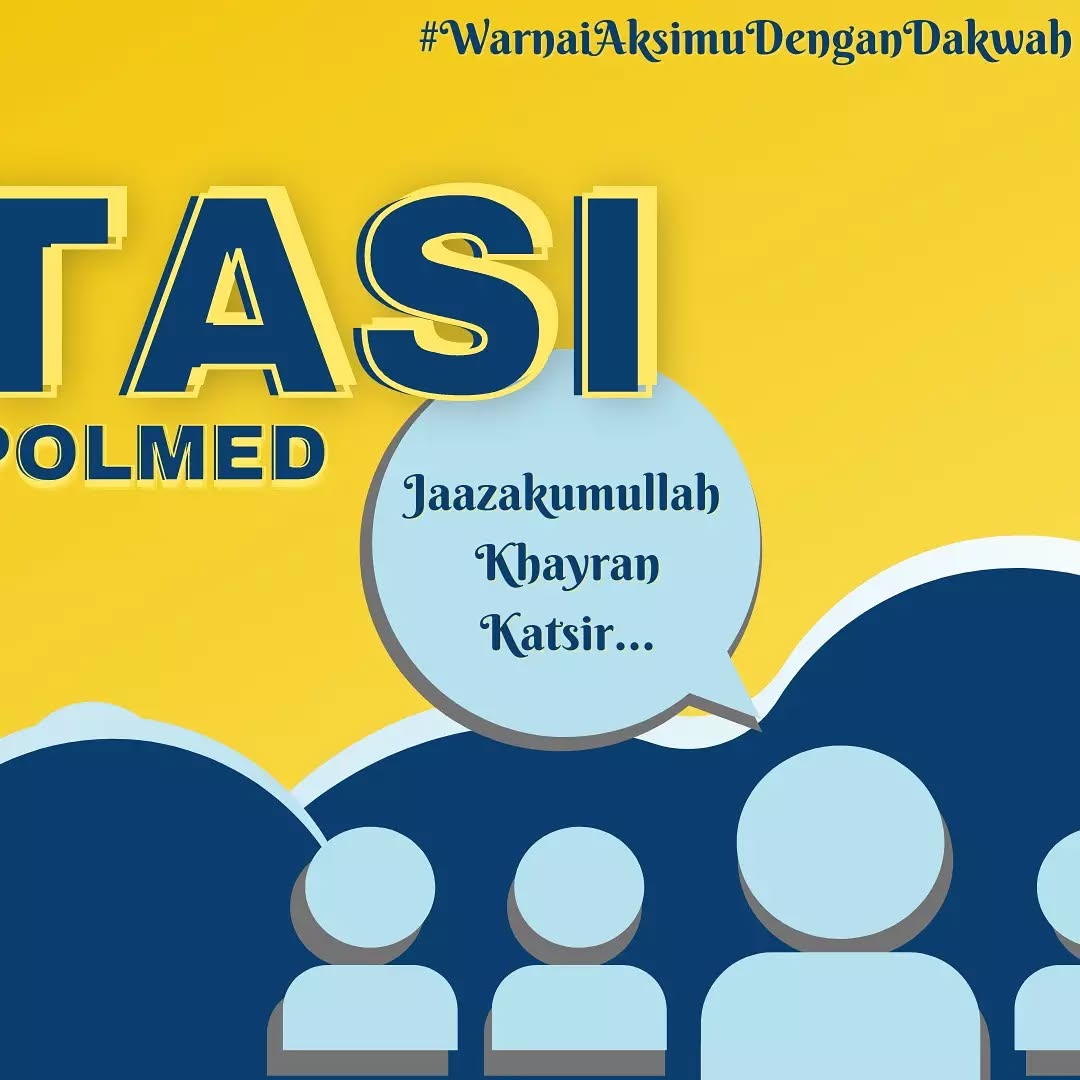 #WarnaiAksimuDenganDakwah
TASI
POLMED
Jaazakumullah
Khayran
Katsir...